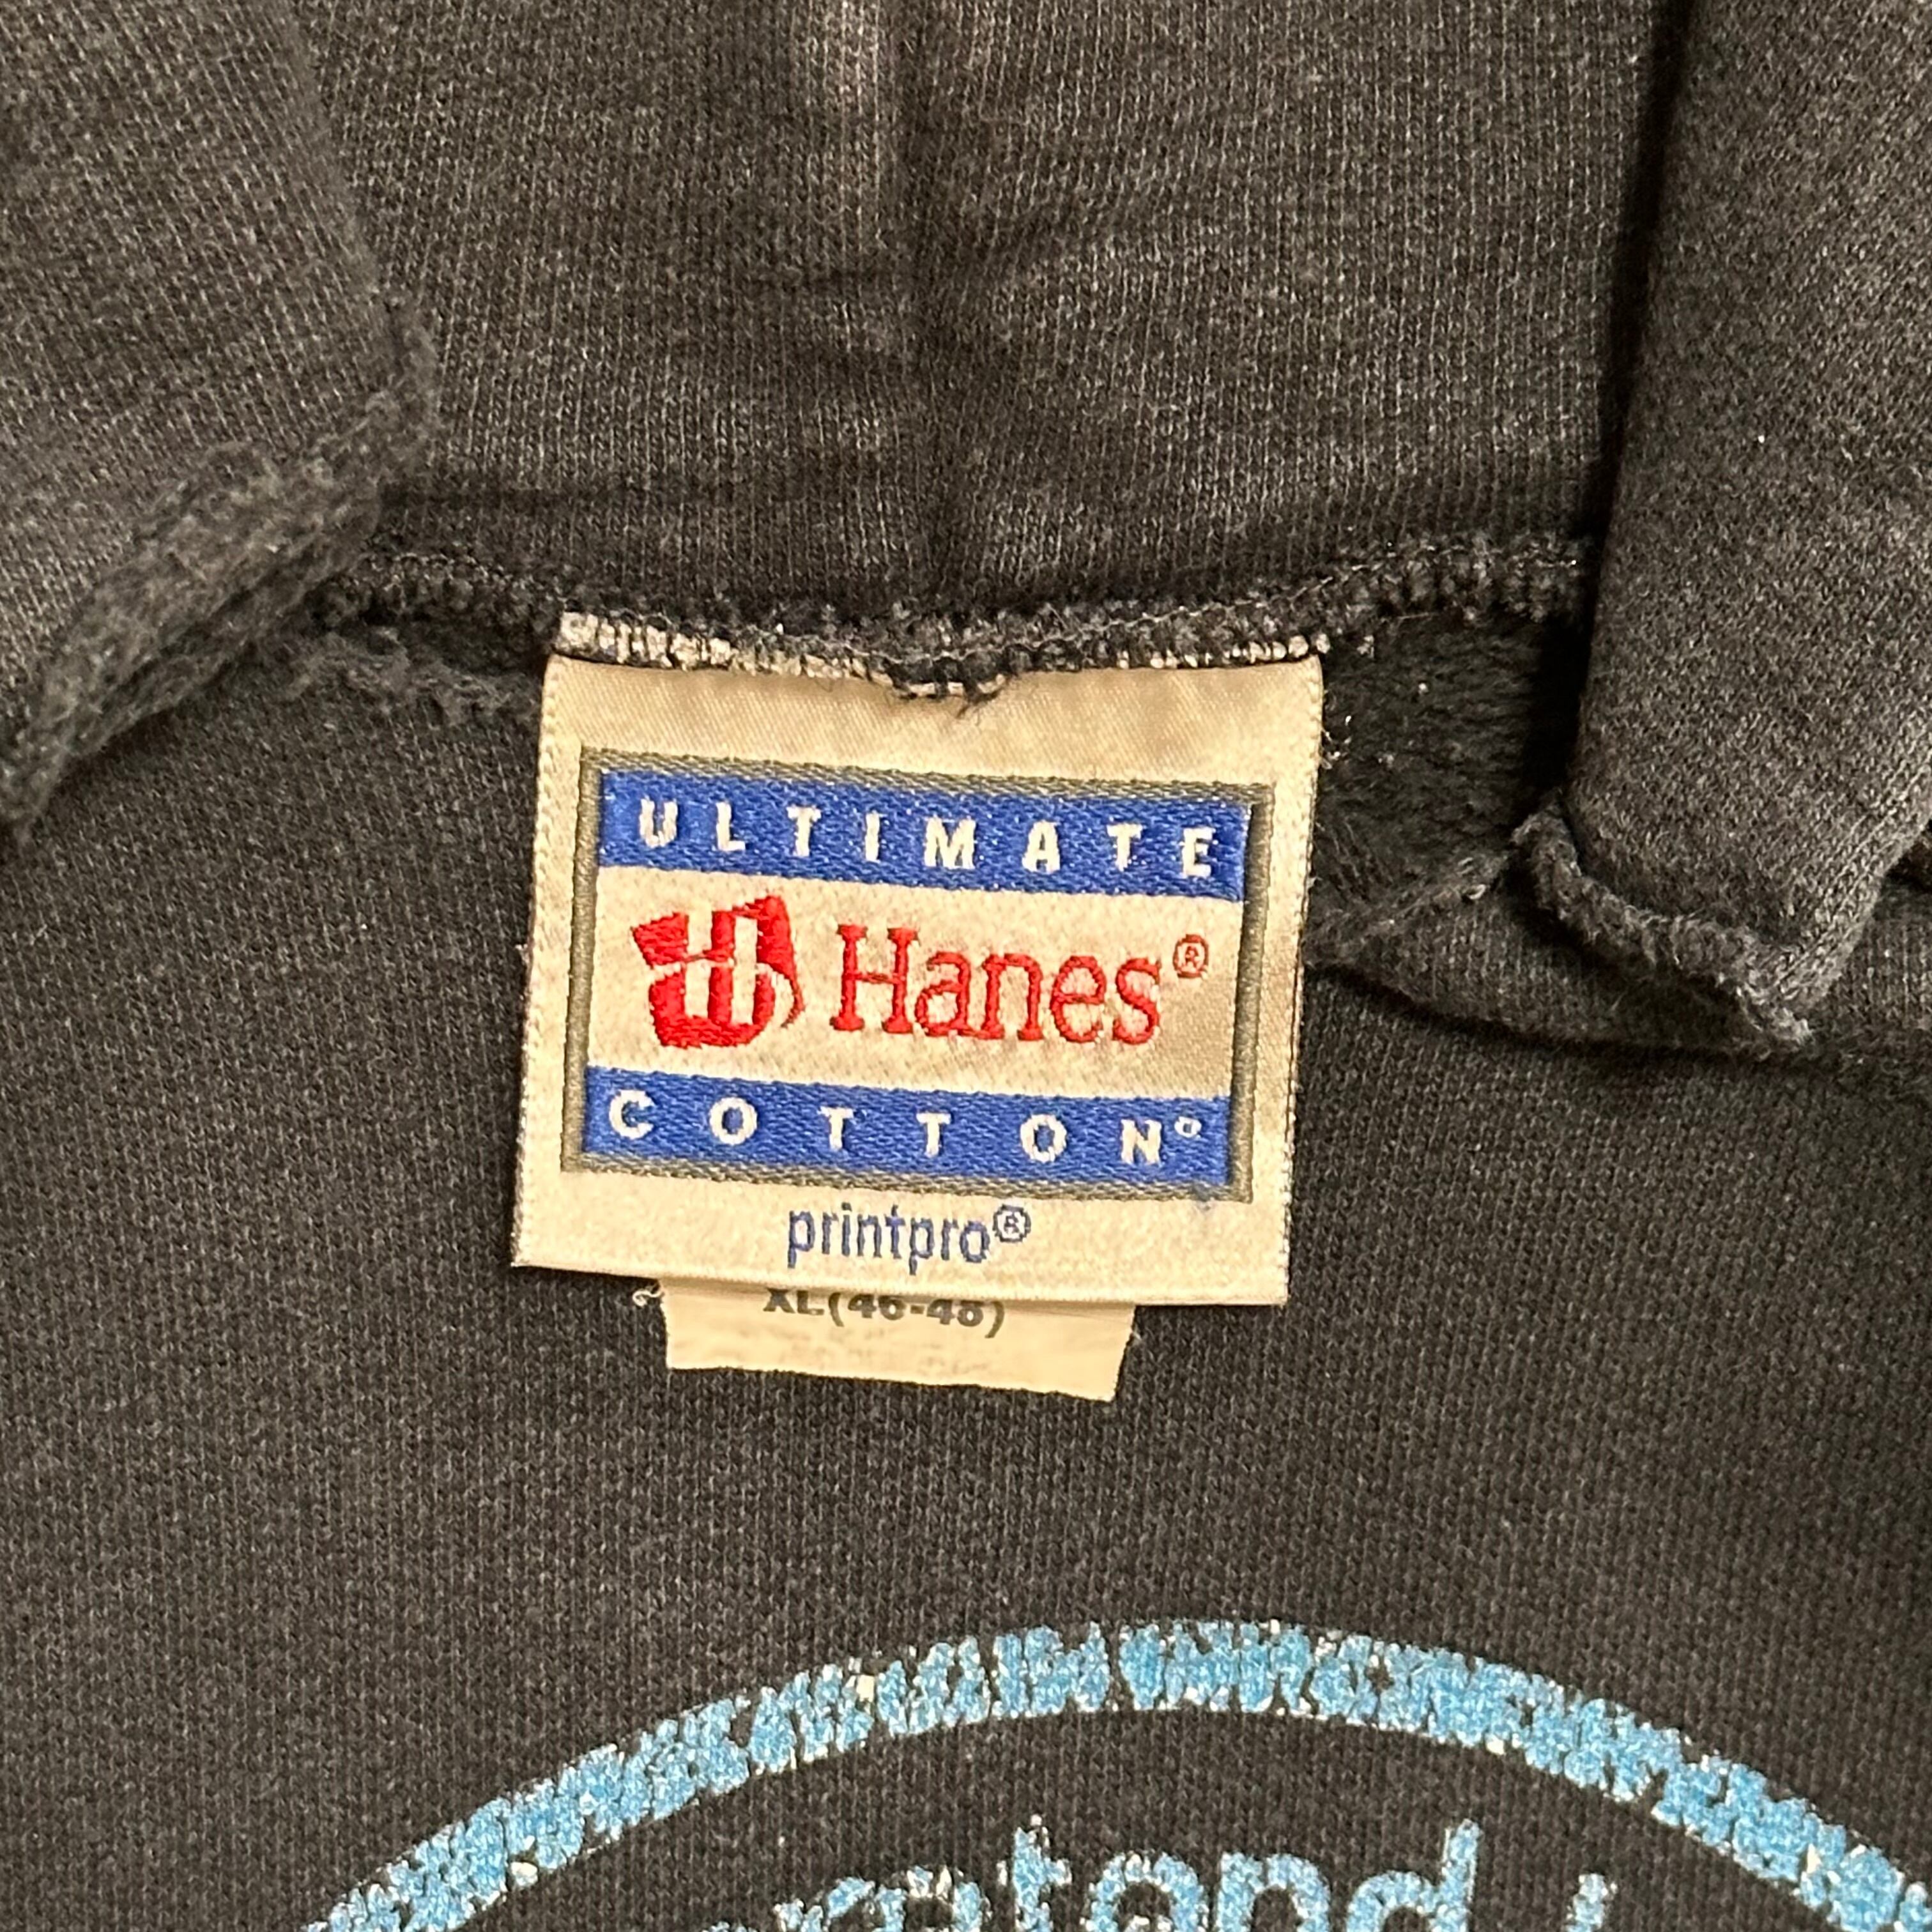 ULTIMATE
Hanes®
COTTON®
printpro®
XL(46-48)